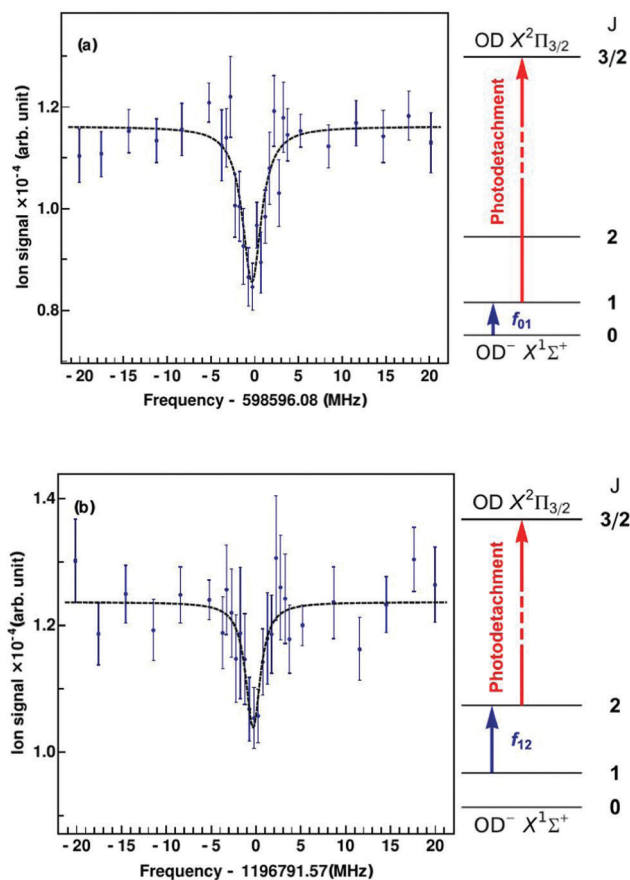 (a)
Ion signal ×10⁻⁴ (arb. unit)
1.4
1.2
1.0
0.8
-20 -15 -10 -5 0 5 10 15 20
Frequency - 598596.08 (MHz)
J
OD X²Π₃/₂
3/2
Photodetachment
2
1
f₀₁
0
OD⁻ X¹Σ⁺
(b)
Ion signal ×10⁻⁴ (arb. unit)
1.4
1.2
1.0
-20 -15 -10 -5 0 5 10 15 20
Frequency - 1196791.57(MHz)
J
OD X²Π₃/₂
3/2
Photodetachment
2
f₁₂
1
0
OD⁻ X¹Σ⁺